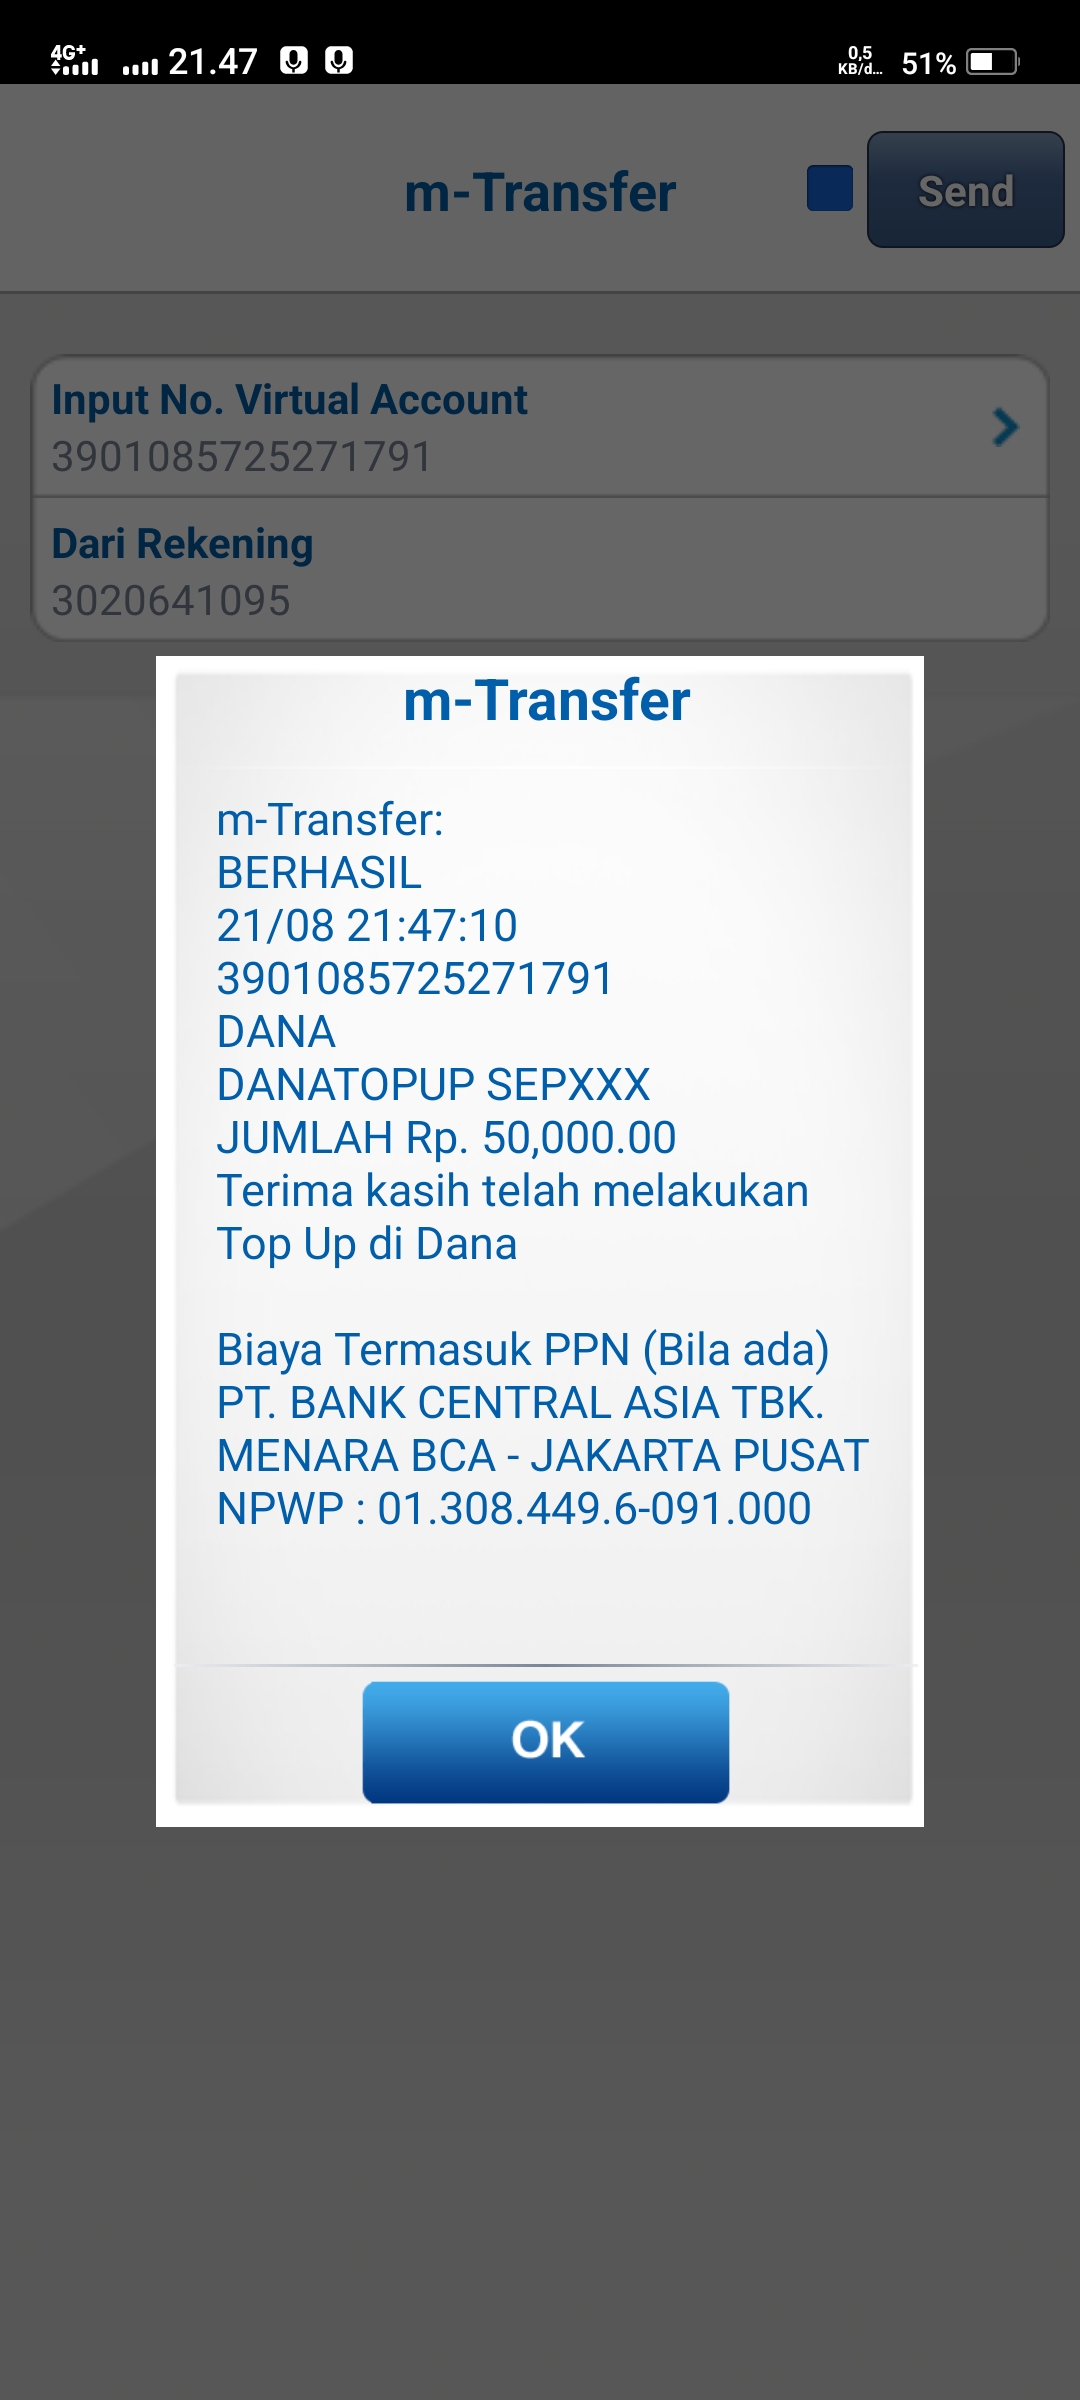 4G+ 21.47 0,5 KB/d... 51%
m-Transfer
Send
Input No. Virtual Account
3901085725271791
Dari Rekening
3020641095
m-Transfer
m-Transfer:
BERHASIL
21/08 21:47:10
3901085725271791
DANA
DANATOPUP SEPXXX
JUMLAH Rp. 50,000.00
Terima kasih telah melakukan
Top Up di Dana
Biaya Termasuk PPN (Bila ada)
PT. BANK CENTRAL ASIA TBK.
MENARA BCA - JAKARTA PUSAT
NPWP : 01.308.449.6-091.000
OK